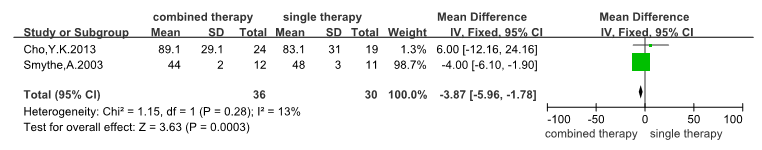 combined therapy single therapy Mean Difference Mean Difference
Study or Subgroup Mean SD Total Mean SD Total Weight IV, Fixed, 95% CI IV, Fixed, 95% CI
Cho,Y.K.2013 89.1 29.1 24 83.1 31 19 1.3% 6.00 [-12.16, 24.16]
Smythe,A.2003 44 2 12 48 3 11 98.7% -4.00 [-6.10, -1.90]
Total (95% CI) 36 30 100.0% -3.87 [-5.96, -1.78]
Heterogeneity: Chi² = 1.15, df = 1 (P = 0.28); I² = 13%
Test for overall effect: Z = 3.63 (P = 0.0003)
-100 -50 0 50 100
combined therapy single therapy